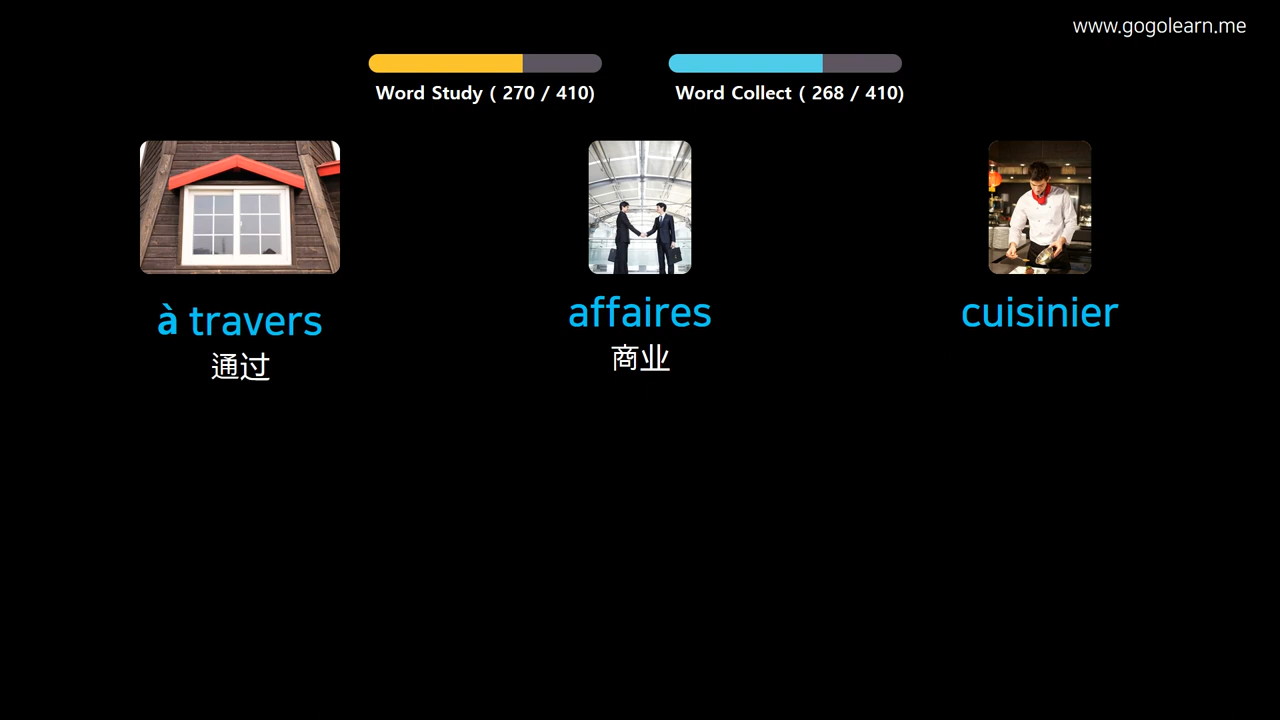 www.gogolearn.me
Word Study ( 270 / 410)
Word Collect ( 268 / 410)
à travers
通过
affaires
商业
cuisinier